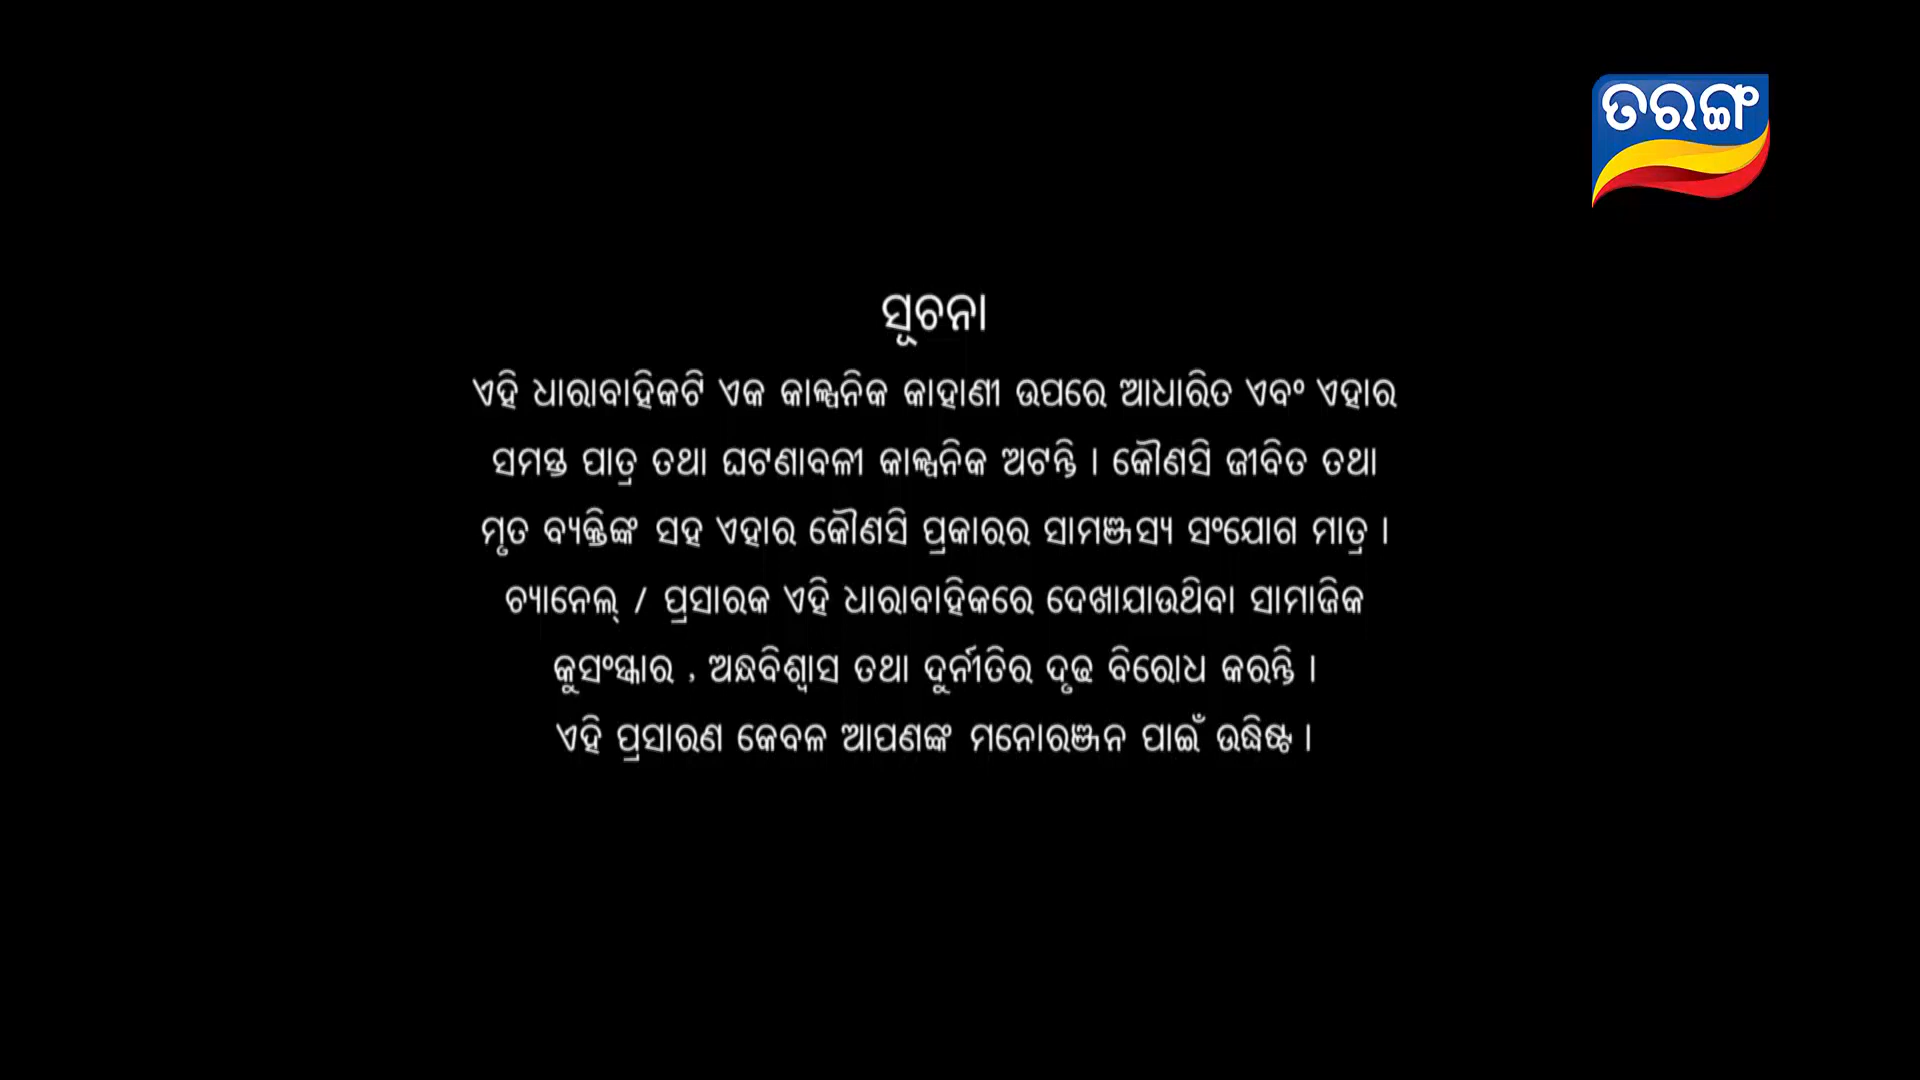 ତରଙ୍ଗ
ସୂଚନା
ଏହି ଧାରାବାହିକଟି ଏକ କାଳ୍ପନିକ କାହାଣୀ ଉପରେ ଆଧାରିତ ଏବଂ ଏହାର
ସମସ୍ତ ପାତ୍ର ତଥା ଘଟଣାବଳୀ କାଳ୍ପନିକ ଅଟନ୍ତି । କୌଣସି ଜୀବିତ ତଥା
ମୃତ ବ୍ୟକ୍ତିଙ୍କ ସହ ଏହାର କୌଣସି ପ୍ରକାରର ସାମଞ୍ଜସ୍ୟ ସଂଯୋଗ ମାତ୍ର ।
ଚ୍ୟାନେଲ୍ / ପ୍ରସାରକ ଏହି ଧାରାବାହିକରେ ଦେଖାଯାଉଥିବା ସାମାଜିକ
କୁସଂସ୍କାର , ଅନ୍ଧବିଶ୍ୱାସ ତଥା ଦୁର୍ନୀତିର ଦୃଢ ବିରୋଧ କରନ୍ତି ।
ଏହି ପ୍ରସାରଣ କେବଳ ଆପଣଙ୍କ ମନୋରଞ୍ଜନ ପାଇଁ ଉଦ୍ଧିଷ୍ଟ ।